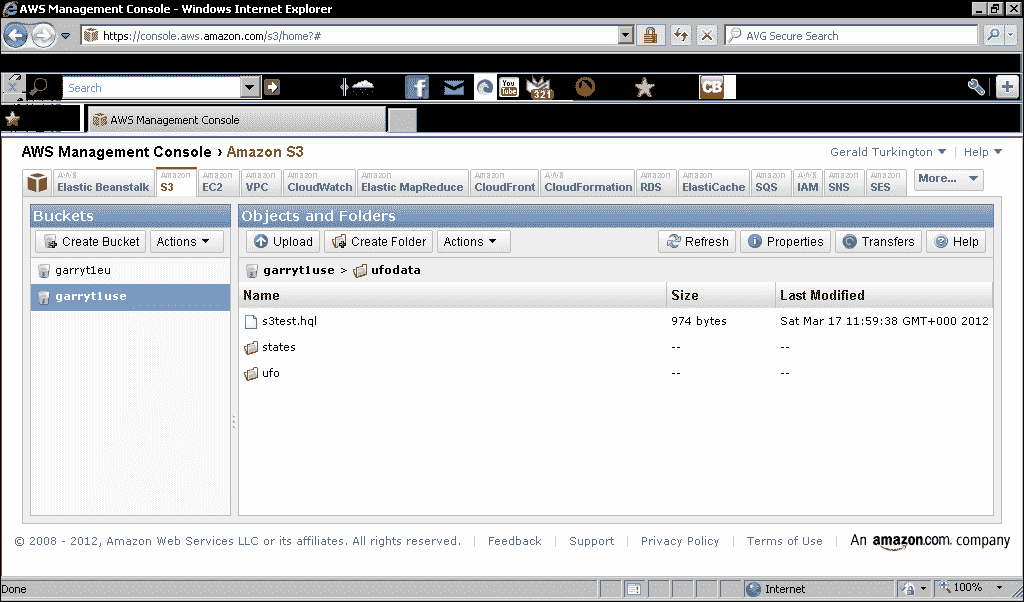 AWS Management Console - Windows Internet Explorer
https://console.aws.amazon.com/s3/home?#
AVG Secure Search
Search
f
You Tube
321
CB
AWS Management Console
AWS Management Console › Amazon S3
Gerald Turkington
Help
AWS Elastic Beanstalk
Amazon S3
Amazon EC2
Amazon VPC
Amazon CloudWatch
Amazon Elastic MapReduce
Amazon CloudFront
AWS CloudFormation
Amazon RDS
Amazon ElastiCache
Amazon SQS
AWS IAM
Amazon SNS
Amazon SES
More...
Buckets
Create Bucket
Actions
garryt1eu
garryt1use
Objects and Folders
Upload
Create Folder
Actions
Refresh
Properties
Transfers
Help
garryt1use > ufodata
Name Size Last Modified
s3test.hql 974 bytes Sat Mar 17 11:59:38 GMT+000 2012
states -- --
ufo -- --
© 2008 - 2012, Amazon Web Services LLC or its affiliates. All rights reserved. | Feedback | Support | Privacy Policy | Terms of Use | An amazon.com. company
Done
Internet
100%